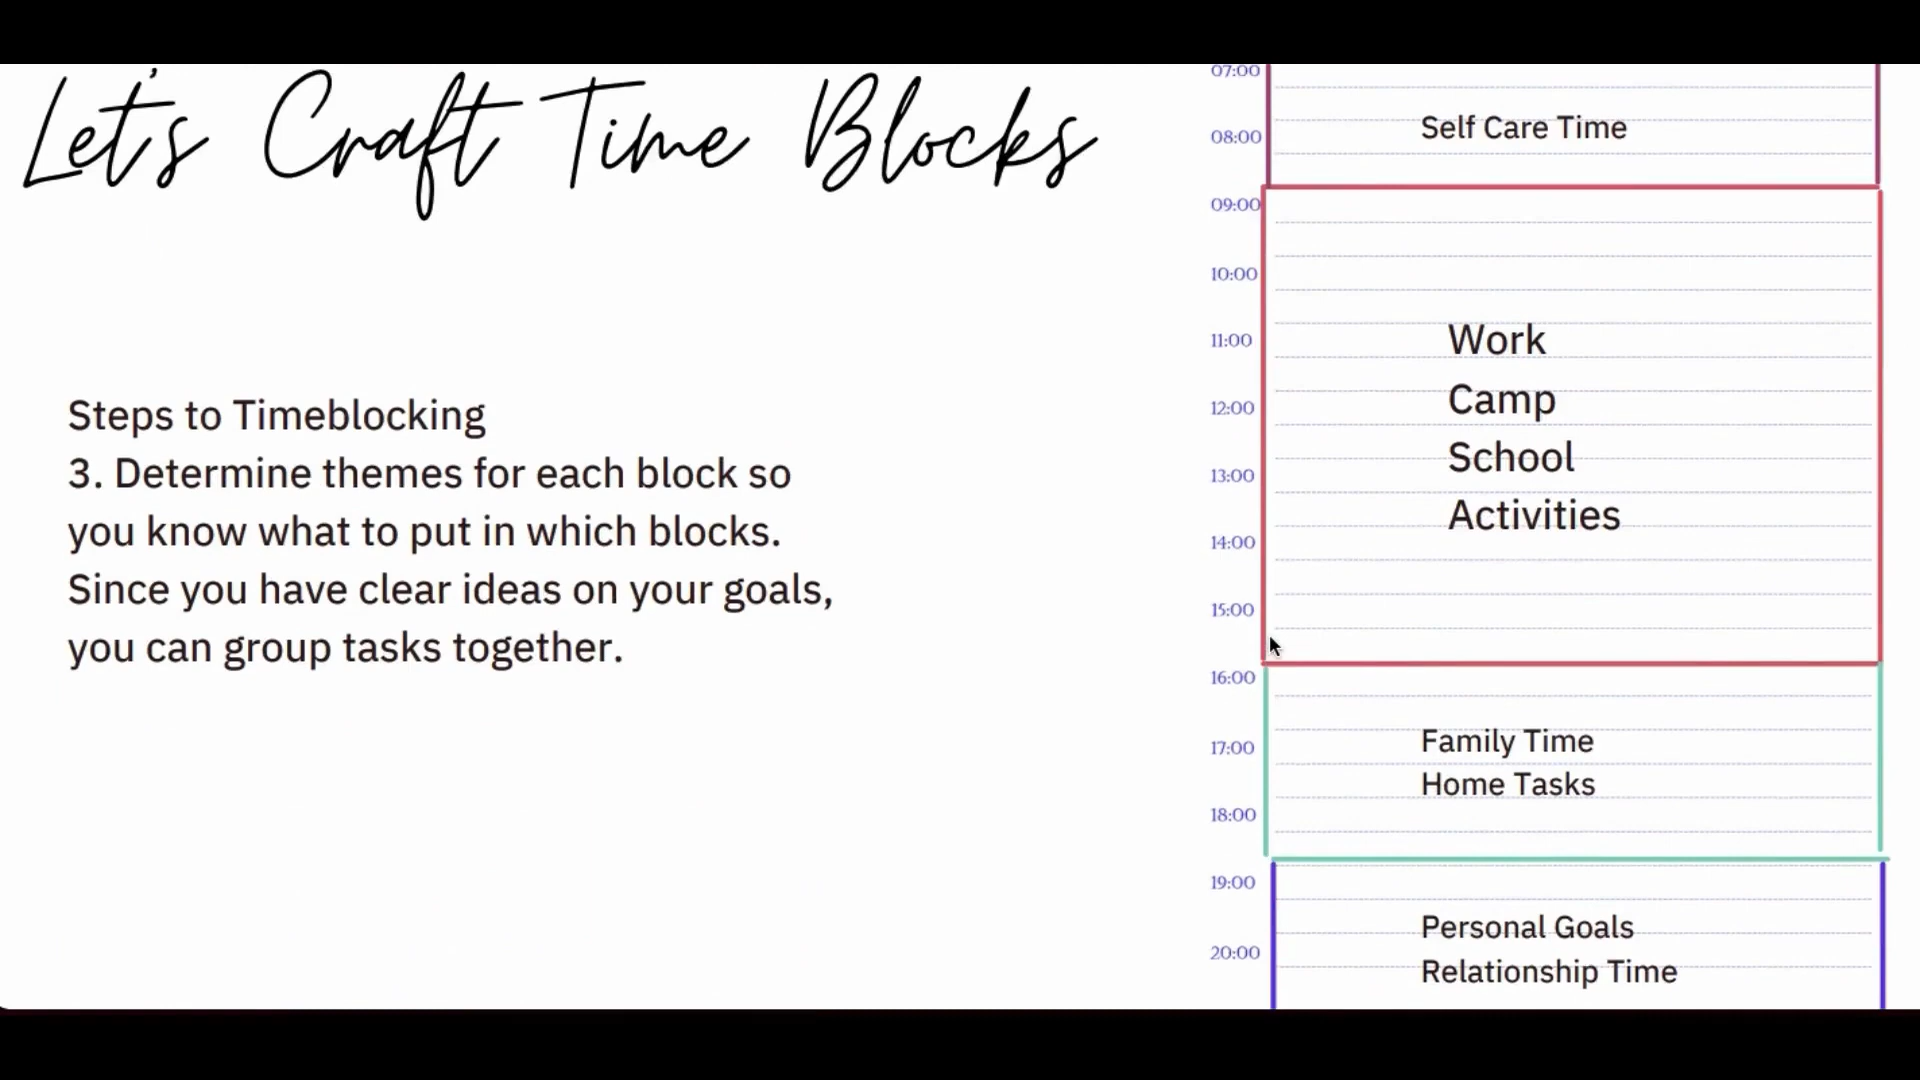 Let's Craft Time Blocks
Steps to Timeblocking
3. Determine themes for each block so
you know what to put in which blocks.
Since you have clear ideas on your goals,
you can group tasks together.
07:00
Self Care Time
08:00
09:00
10:00
11:00
Work
Camp
12:00
School
13:00
Activities
14:00
15:00
16:00
Family Time
17:00
Home Tasks
18:00
19:00
Personal Goals
20:00
Relationship Time